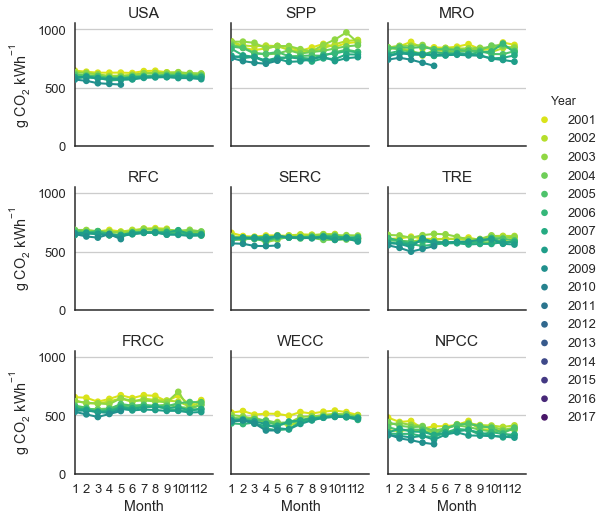 USA SPP MRO
1000
500
0
g CO₂ kWh⁻¹
RFC SERC TRE
1000
500
0
g CO₂ kWh⁻¹
FRCC WECC NPCC
1000
500
0
g CO₂ kWh⁻¹
1 2 3 4 5 6 7 8 9 10 11 12 1 2 3 4 5 6 7 8 9 10 11 12 1 2 3 4 5 6 7 8 9 10 11 12
Month Month Month
Year
2001
2002
2003
2004
2005
2006
2007
2008
2009
2010
2011
2012
2013
2014
2015
2016
2017